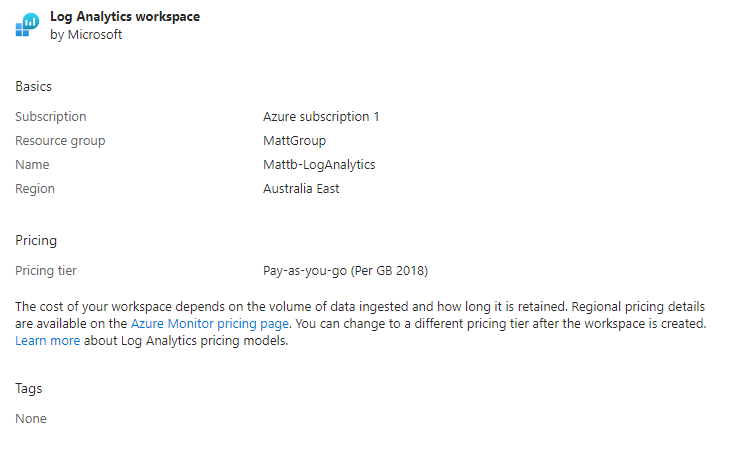 Log Analytics workspace
by Microsoft
Basics
Subscription Azure subscription 1
Resource group MattGroup
Name Mattb-LogAnalytics
Region Australia East
Pricing
Pricing tier Pay-as-you-go (Per GB 2018)
The cost of your workspace depends on the volume of data ingested and how long it is retained. Regional pricing details
are available on the Azure Monitor pricing page. You can change to a different pricing tier after the workspace is created.
Learn more about Log Analytics pricing models.
Tags
None